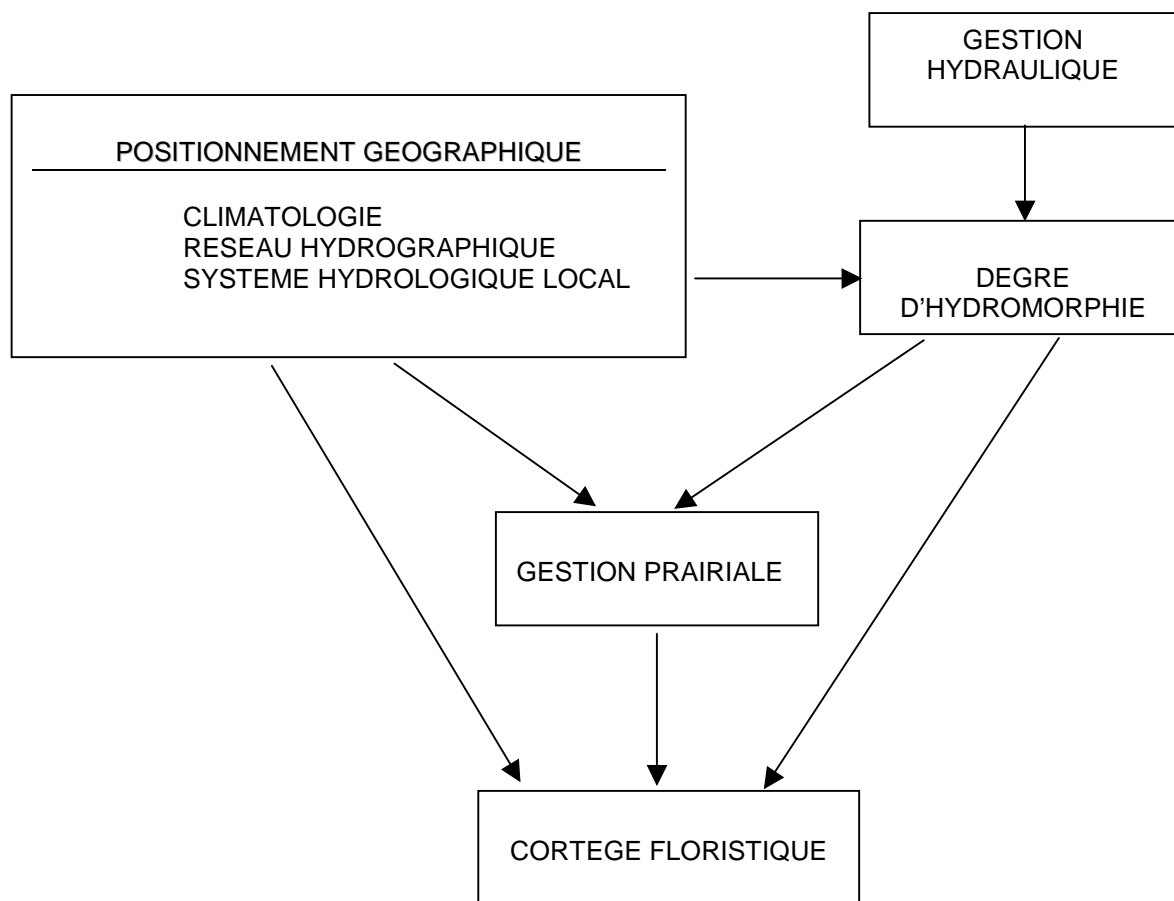 GESTION
HYDRAULIQUE
POSITIONNEMENT GEOGRAPHIQUE
CLIMATOLOGIE
RESEAU HYDROGRAPHIQUE
SYSTEME HYDROLOGIQUE LOCAL
DEGRE
D'HYDROMORPHIE
GESTION PRAIRIALE
CORTEGE FLORISTIQUE